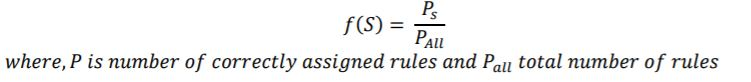 f(S) = P_s / P_All
where, P is number of correctly assigned rules and P_all total number of rules